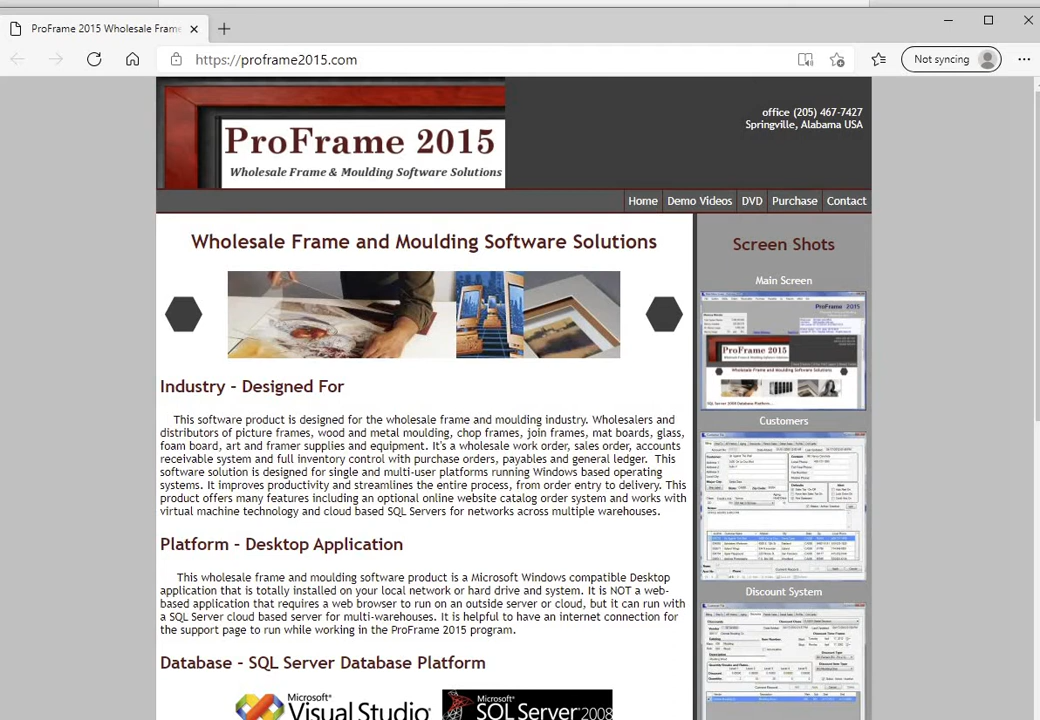 ProFrame 2015 Wholesale Fram
https://proframe2015.com
Not syncing
ProFrame 2015
Wholesale Frame & Moulding Software Solutions
office (205) 467-7427
Springville, Alabama USA
Home Demo Videos DVD Purchase Contact
Wholesale Frame and Moulding Software Solutions
Industry - Designed For
This software product is designed for the wholesale frame and moulding industry. Wholesalers and
distributors of picture frames, wood and metal moulding, chop frames, join frames, mat boards, glass,
foam board, art and framer supplies and equipment. It's a wholesale work order, sales order, accounts
receivable system and full inventory control with purchase orders, payables and general ledger. This
software solution is designed for single and multi-user platforms running Windows based operating
systems. It improves productivity and streamlines the entire process, from order entry to delivery. This
product offers many features including an optional online website catalog order system and works with
virtual machine technology and cloud based SQL Servers for networks across multiple warehouses.
Platform - Desktop Application
This wholesale frame and moulding software product is a Microsoft Windows compatible Desktop
application that is totally installed on your local network or hard drive and system. It is NOT a web-
based application that requires a web browser to run on an outside server or cloud, but it can run with
a SQL Server cloud based server for multi-warehouses. It is helpful to have an internet connection for
the support page to run while working in the ProFrame 2015 program.
Database - SQL Server Database Platform
Microsoft®
Visual Studio
Microsoft®
SQL Server 2008
Screen Shots
Main Screen
ProFrame 2015
ProFrame 2015
Customers
Discount System